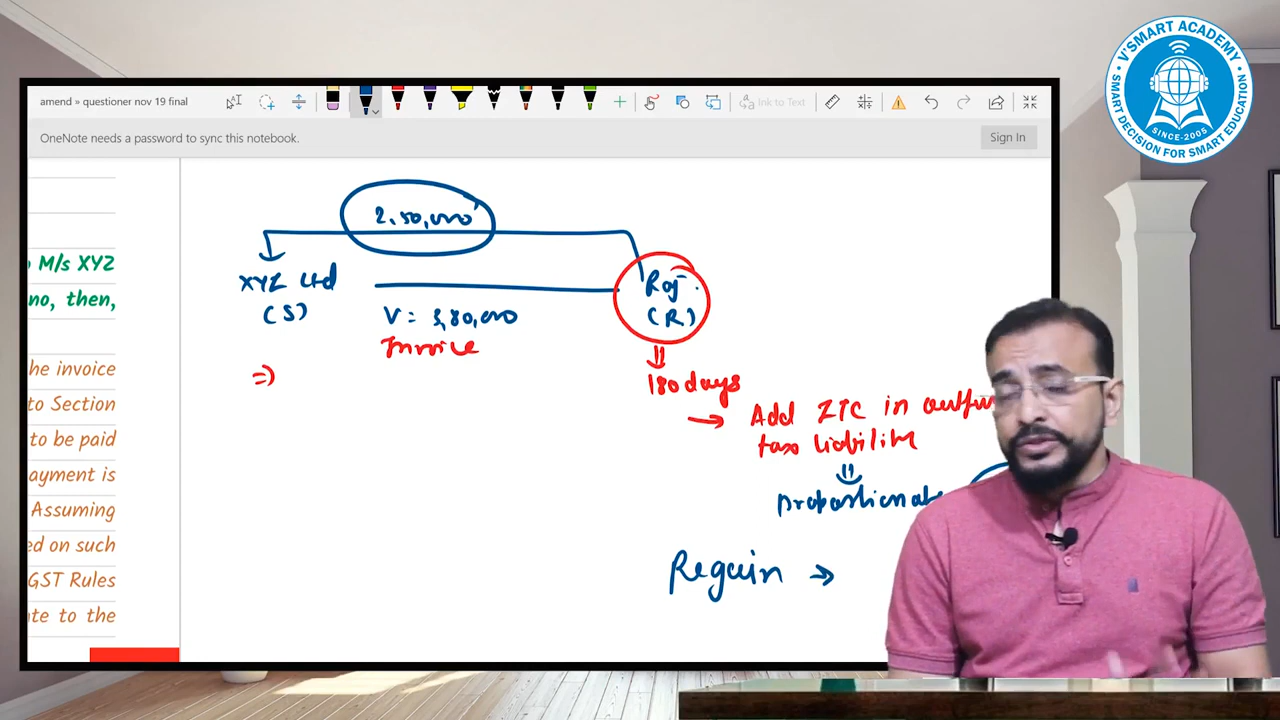 amend » questioner nov 19 final
Ink to Text
OneNote needs a password to sync this notebook.
Sign In
V'SMART ACADEMY
SINCE-2005
SMART DECISION FOR SMART EDUCATION
M/s XYZ
no, then,
he invoice
to Section
to be paid
ayment is
Assuming
ed on such
GST Rules
te to the
2,50,000
XYZ Ltd
(S)
V = 3,80,000
Invoice
Raj
(R)
⇒
180 days
→ Add ITC in outpu
tax liability
proportionate
Regain →